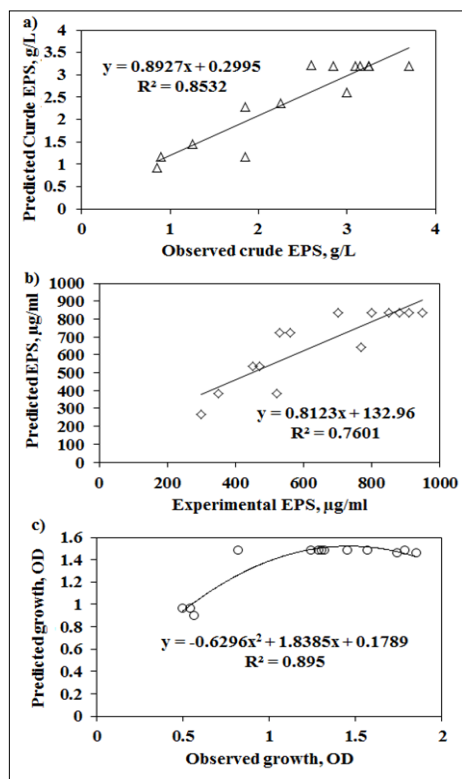 a)
4
3.5
3
2.5
2
1.5
1
0.5
0
y = 0.8927x + 0.2995
R² = 0.8532
Predicted Curde EPS, g/L
0 1 2 3 4
Observed crude EPS, g/L
b)
1000
900
800
700
600
500
400
300
200
100
0
y = 0.8123x + 132.96
R² = 0.7601
Predicted EPS, µg/ml
0 200 400 600 800 1000
Experimental EPS, µg/ml
c)
1.6
1.4
1.2
1
0.8
0.6
0.4
0.2
0
y = -0.6296x² + 1.8385x + 0.1789
R² = 0.895
Predicted growth, OD
0 0.5 1 1.5 2
Observed growth, OD